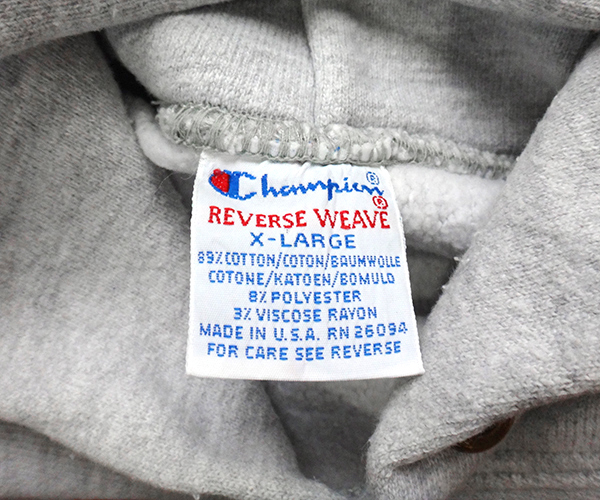 Champion®
REVERSE WEAVE®
X-LARGE
89% COTTON/COTON/BAUMWOLLE
COTONE/KATOEN/BOMULD
8% POLYESTER
3% VISCOSE RAYON
MADE IN U.S.A. RN 26094
FOR CARE SEE REVERSE